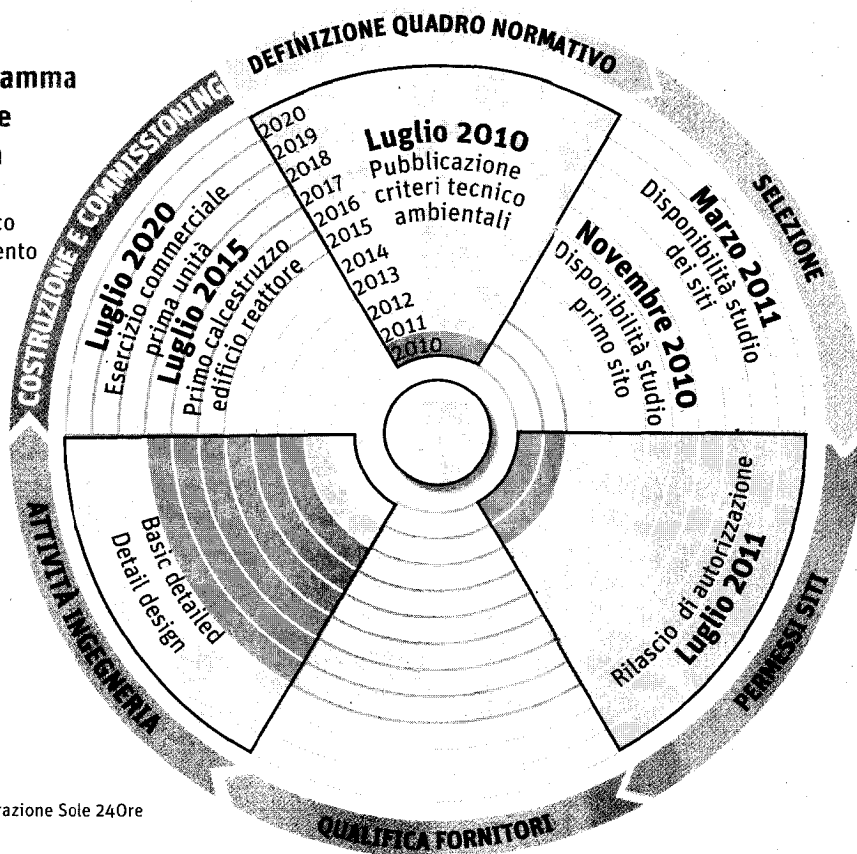 amma
e
co
ento
DEFINIZIONE QUADRO NORMATIVO
2020
2019
2018
2017
2016
2015
2014
2013
2012
2011
2010
Luglio 2010
Pubblicazione
criteri tecnico
ambientali
SELEZIONE
Marzo 2011
Disponibilità studio
dei siti
Novembre 2010
Disponibilità studio
primo sito
PERMESSI SITI
Rilascio di autorizzazione
Luglio 2011
QUALIFICA FORNITORI
ATTIVITÀ INGEGNERIA
Basic detailed
Detail design
COSTRUZIONE E COMMISSIONING
Luglio 2020
Esercizio commerciale
prima unità
Luglio 2015
Primo calcestruzzo
edificio reattore
razione Sole 24Ore